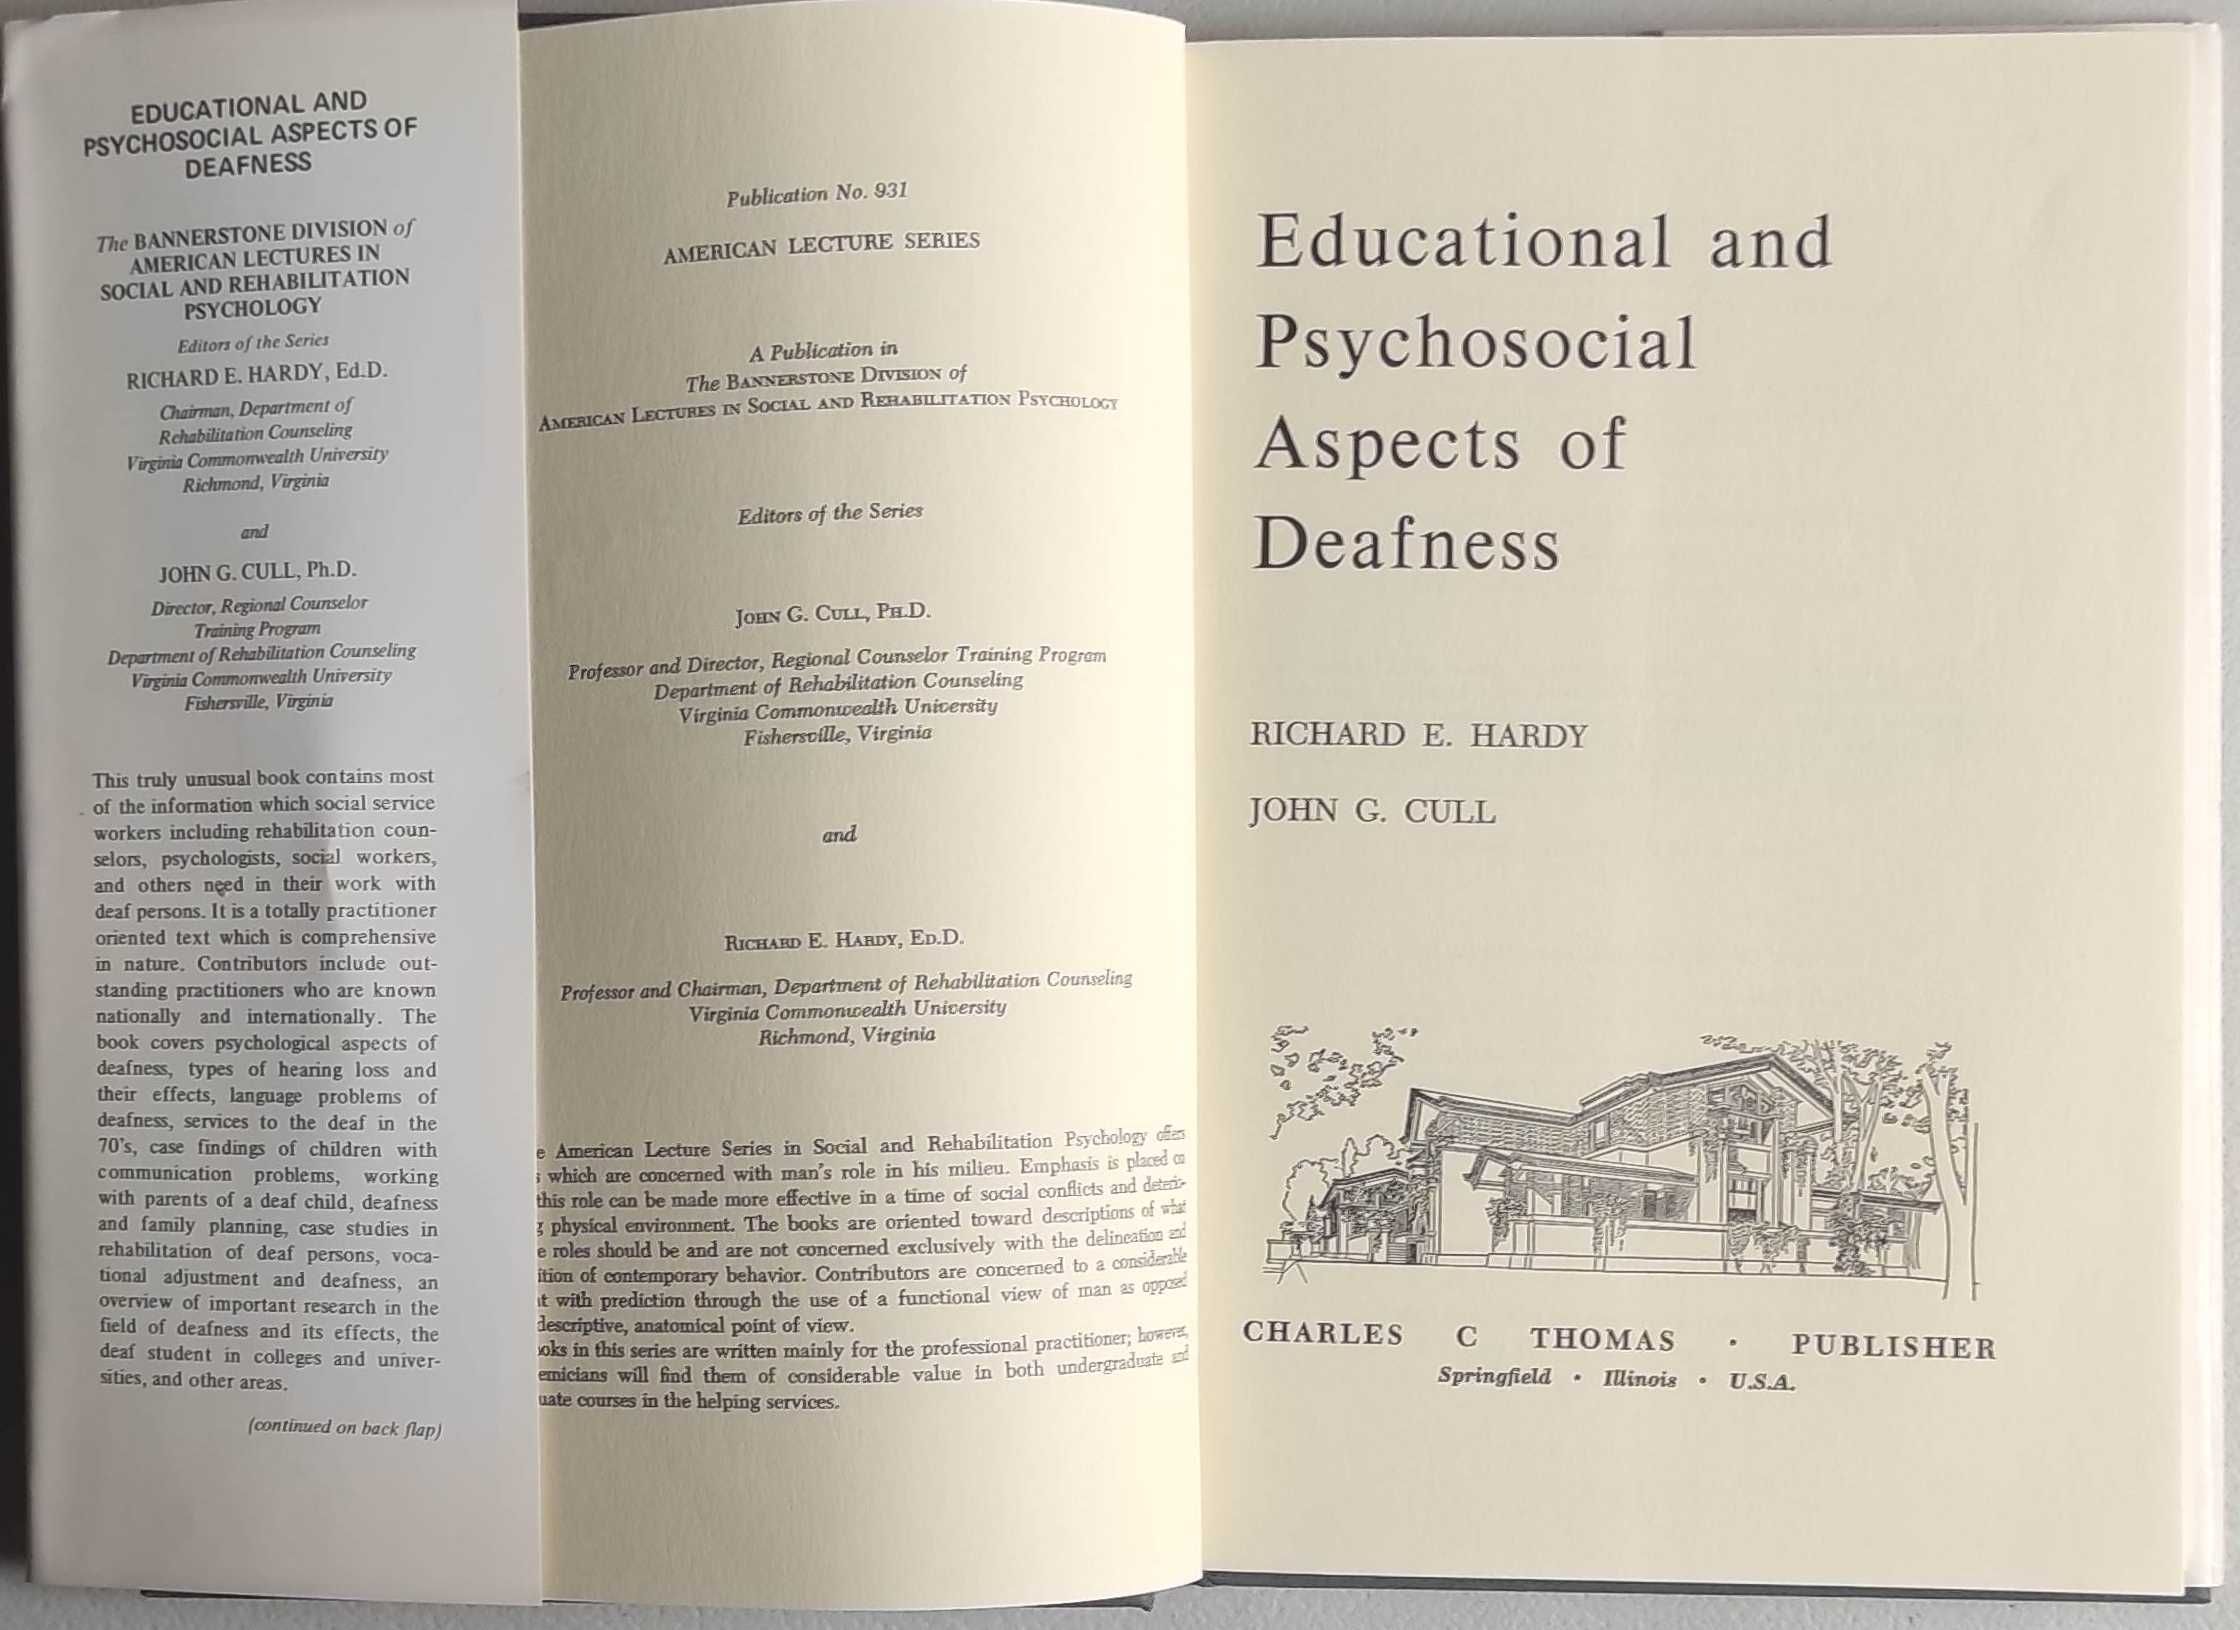 EDUCATIONAL AND
PSYCHOSOCIAL ASPECTS OF
DEAFNESS
The BANNERSTONE DIVISION of
AMERICAN LECTURES IN
SOCIAL AND REHABILITATION
PSYCHOLOGY
Editors of the Series
RICHARD E. HARDY, Ed.D.
Chairman, Department of
Rehabilitation Counseling
Virginia Commonwealth University
Richmond, Virginia
and
JOHN G. CULL, Ph.D.
Director, Regional Counselor
Training Program
Department of Rehabilitation Counseling
Virginia Commonwealth University
Fishersville, Virginia
This truly unusual book contains most
of the information which social service
workers including rehabilitation coun-
selors, psychologists, social workers,
and others need in their work with
deaf persons. It is a totally practitioner
oriented text which is comprehensive
in nature. Contributors include out-
standing practitioners who are known
nationally and internationally. The
book covers psychological aspects of
deafness, types of hearing loss and
their effects, language problems of
deafness, services to the deaf in the
70's, case findings of children with
communication problems, working
with parents of a deaf child, deafness
and family planning, case studies in
rehabilitation of deaf persons, voca-
tional adjustment and deafness, an
overview of important research in the
field of deafness and its effects, the
deaf student in colleges and univer-
sities, and other areas.
(continued on back flap)
Publication No. 931
AMERICAN LECTURE SERIES
A Publication in
The BANNERSTONE DIVISION of
AMERICAN LECTURES IN SOCIAL AND REHABILITATION PSYCHOLOGY
Editors of the Series
JOHN G. CULL, PH.D.
Professor and Director, Regional Counselor Training Program
Department of Rehabilitation Counseling
Virginia Commonwealth University
Fishersville, Virginia
and
RICHARD E. HARDY, ED.D.
Professor and Chairman, Department of Rehabilitation Counseling
Virginia Commonwealth University
Richmond, Virginia
e American Lecture Series in Social and Rehabilitation Psychology offers
s which are concerned with man's role in his milieu. Emphasis is placed on
this role can be made more effective in a time of social conflicts and deterio-
g physical environment. The books are oriented toward descriptions of what
e roles should be and are not concerned exclusively with the delineation and
ition of contemporary behavior. Contributors are concerned to a considerable
t with prediction through the use of a functional view of man as opposed
descriptive, anatomical point of view.
oks in this series are written mainly for the professional practitioner; however,
emicians will find them of considerable value in both undergraduate and
uate courses in the helping services.
Educational and
Psychosocial
Aspects of
Deafness
RICHARD E. HARDY
JOHN G. CULL
CHARLES C THOMAS • PUBLISHER
Springfield • Illinois • U.S.A.